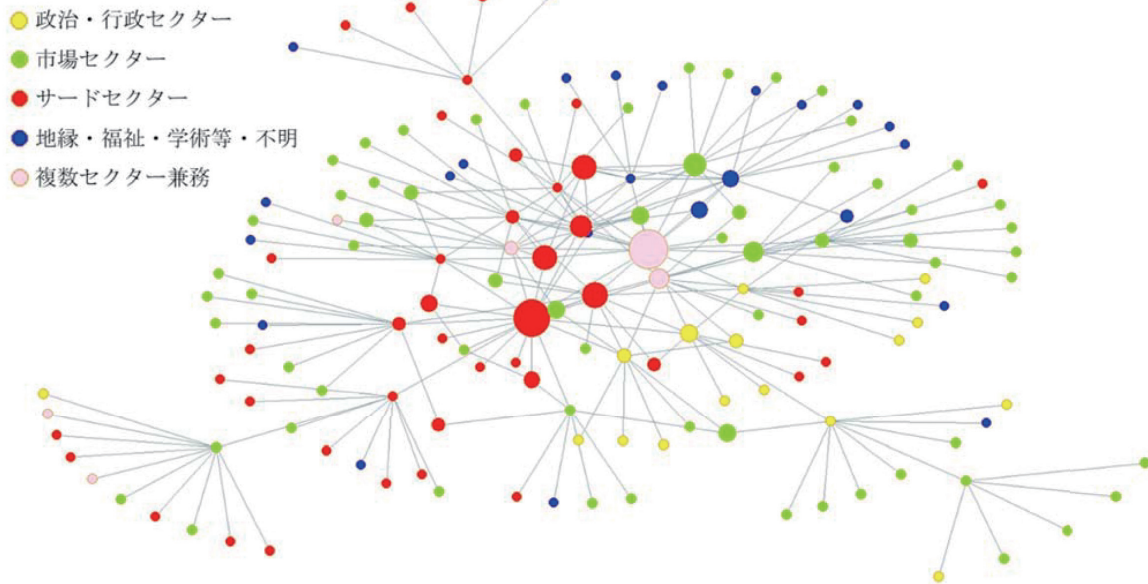 政治・行政セクター
市場セクター
サードセクター
地縁・福祉・学術等・不明
複数セクター兼務